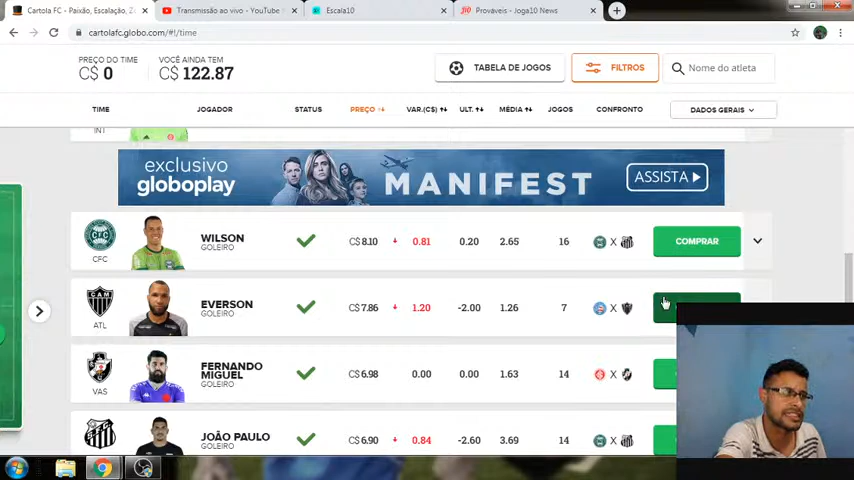 Cartola FC - Paixão, Escalação, Z
Transmissão ao vivo - YouTube
Escala10
Prováveis - Joga10 News
cartolafc.globo.com/#!/time
PREÇO DO TIME
C$ 0
VOCÊ AINDA TEM
C$ 122.87
TABELA DE JOGOS
FILTROS
Nome do atleta
TIME JOGADOR STATUS PREÇO VAR.(C$) ULT. MÉDIA JOGOS CONFRONTO DADOS GERAIS
INT
exclusivo
globoplay
MANIFEST
ASSISTA
CFC WILSON GOLEIRO C$ 8.10 0.81 0.20 2.65 16 X COMPRAR
ATL EVERSON GOLEIRO C$ 7.86 1.20 -2.00 1.26 7 X
VAS FERNANDO MIGUEL GOLEIRO C$ 6.98 0.00 0.00 1.63 14 X
JOÃO PAULO GOLEIRO C$ 6.90 0.84 -2.60 3.69 14 X